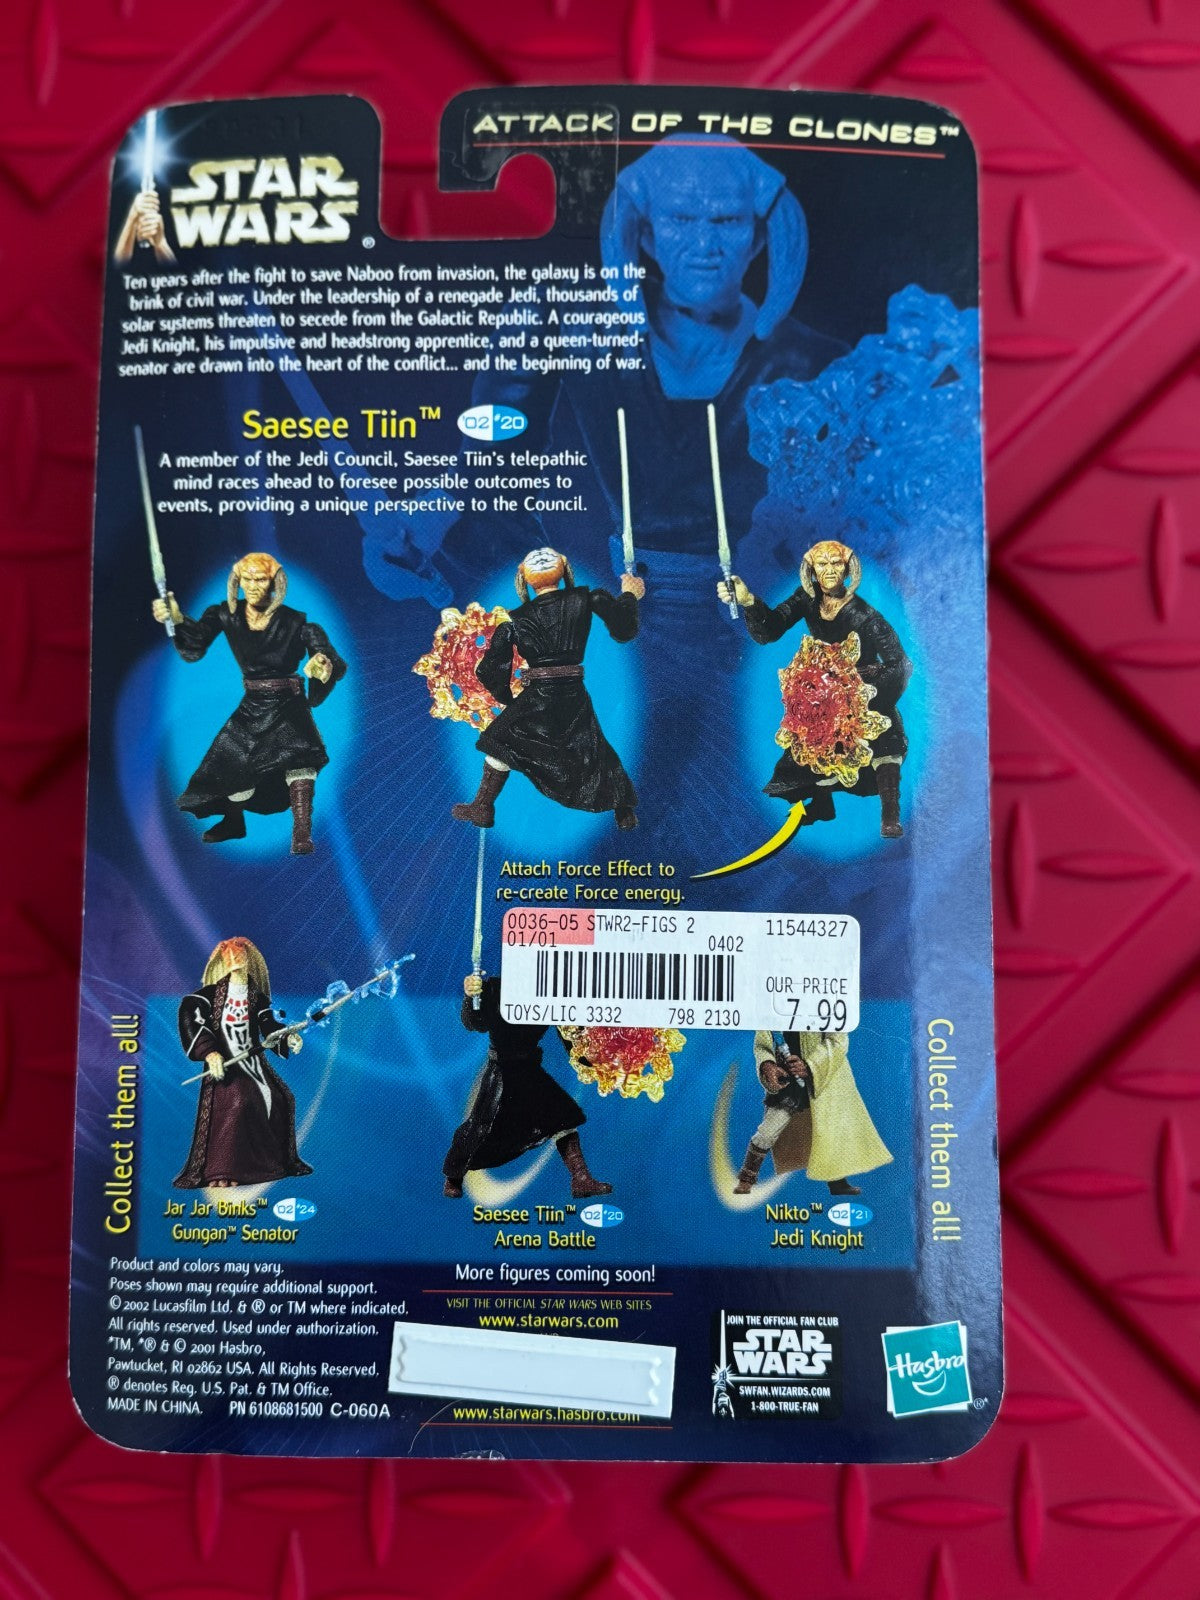 ATTACK OF THE CLONES™
STAR
WARS®
Ten years after the fight to save Naboo from invasion, the galaxy is on the
brink of civil war. Under the leadership of a renegade Jedi, thousands of
solar systems threaten to secede from the Galactic Republic. A courageous
Jedi Knight, his impulsive and headstrong apprentice, and a queen-turned-
senator are drawn into the heart of the conflict... and the beginning of war.
Saesee Tiin™ '02 #20
A member of the Jedi Council, Saesee Tiin's telepathic
mind races ahead to foresee possible outcomes to
events, providing a unique perspective to the Council.
Attach Force Effect to
re-create Force energy.
0036-05 STWR2-FIGS 2 11544327
01/01 0402
OUR PRICE
TOYS/LIC 3332 798 2130 7.99
Collect them all!
Collect them all!
Jar Jar Binks™ '02 #24
Gungan™ Senator
Saesee Tiin™ '02 #20
Arena Battle
Nikto™ '02 #21
Jedi Knight
Product and colors may vary.
Poses shown may require additional support.
© 2002 Lucasfilm Ltd. & ® or TM where indicated.
All rights reserved. Used under authorization.
*TM, *® & © 2001 Hasbro,
Pawtucket, RI 02862 USA. All Rights Reserved.
® denotes Reg. U.S. Pat. & TM Office.
MADE IN CHINA. PN 6108681500 C-060A
More figures coming soon!
VISIT THE OFFICIAL STAR WARS WEB SITES
www.starwars.com
www.starwars.hasbro.com
JOIN THE OFFICIAL FAN CLUB
STAR
WARS
SWFAN.WIZARDS.COM
1-800-TRUE-FAN
Hasbro®